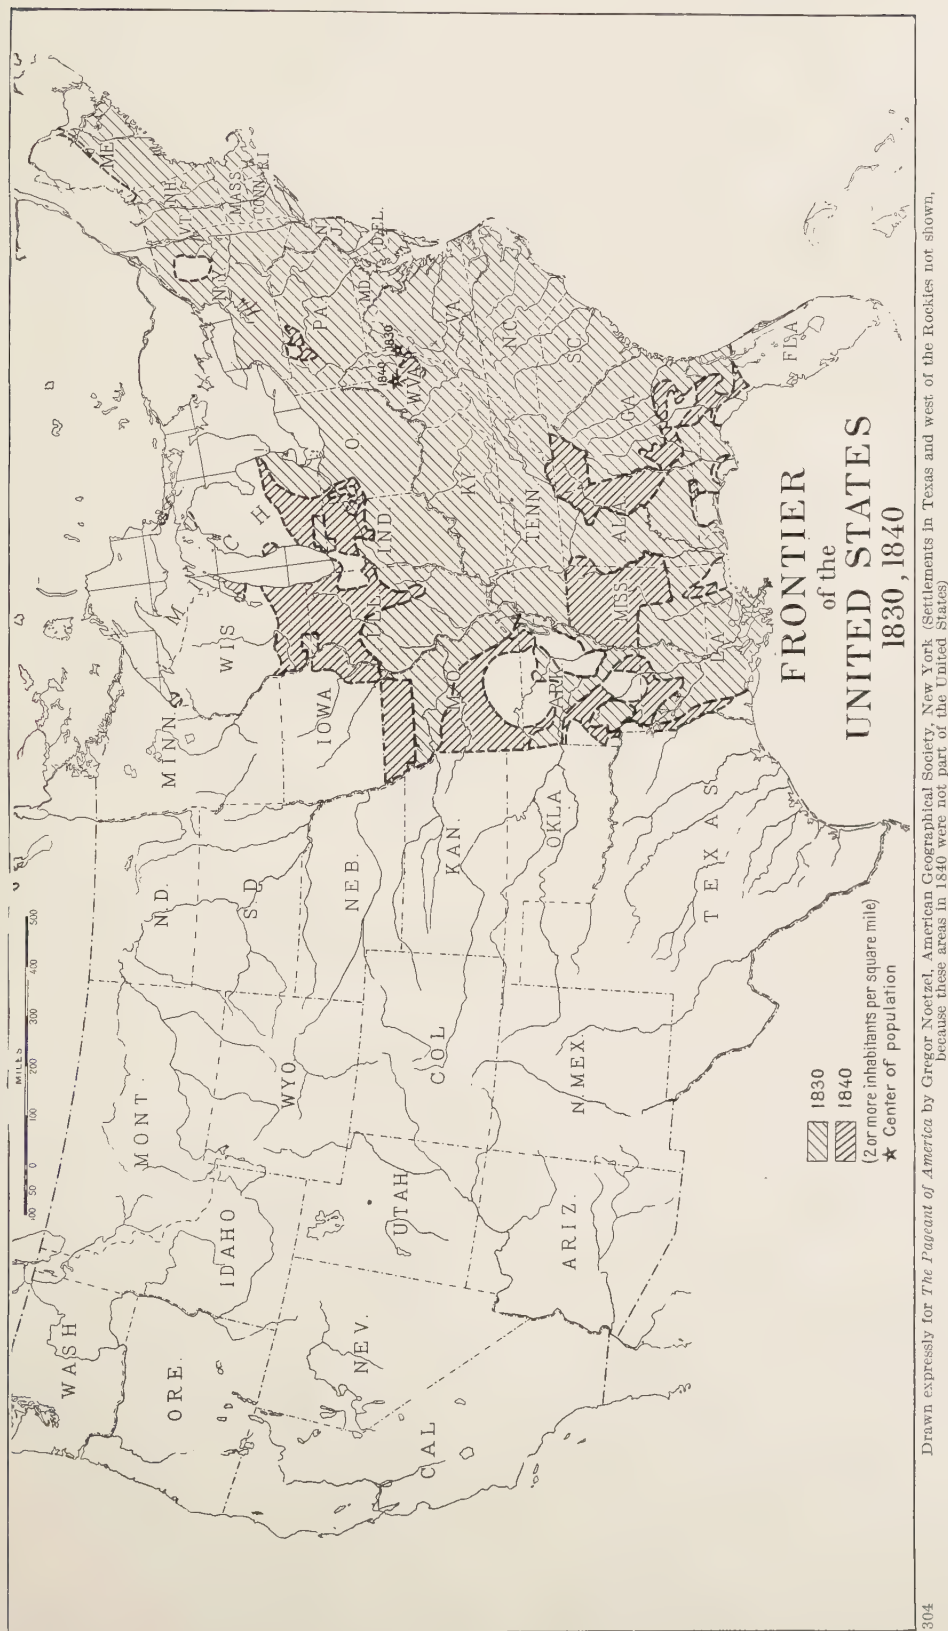 FRONTIER
of the
UNITED STATES
1830, 1840
1830
1840
(2 or more inhabitants per square mile)
★ Center of population
MILES
50
0
100
200
300
400
500
WASH
ORE.
CAL
NEV.
IDAHO
UTAH
ARIZ.
MONT.
WYO.
COL
N. MEX.
N.D.
S.D
NEB.
KAN.
OKLA
TEXAS
MINN
IOWA
MO.
ARK
LA.
WIS
MICH
ILL
IND
O.
KY
TENN
MISS
ALA
GA.
FLA
S.C
N.C
VA
W.VA
1840
1830
MD
DEL.
PA
N.J.
N.Y
CONN
R.I
MASS
VT
N.H
ME
304
Drawn expressly for The Pageant of America by Gregor Noetzel, American Geographical Society, New York (Settlements in Texas and west of the Rockies not shown,
because these areas in 1840 were not part of the United States)